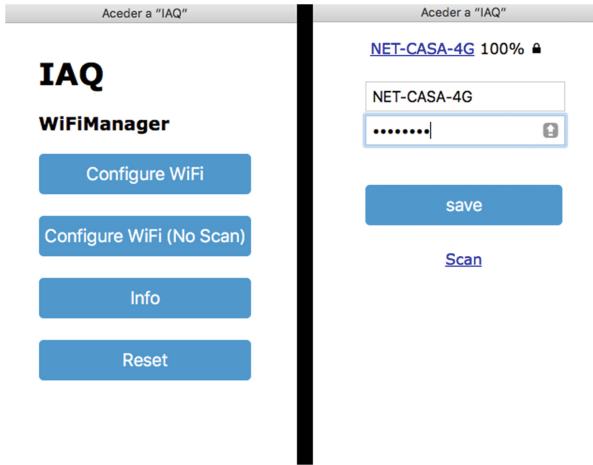 Aceder a “IAQ”
IAQ
WiFiManager
Configure WiFi
Configure WiFi (No Scan)
Info
Reset
Aceder a “IAQ”
NET-CASA-4G 100%
NET-CASA-4G
••••••••
save
Scan